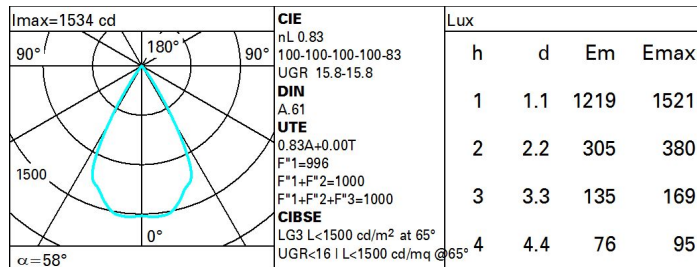 Imax=1534 cd
90°
180°
90°
1500
0°
α=58°
CIE
nL 0.83
100-100-100-100-83
UGR 15.8-15.8
DIN
A.61
UTE
0.83A+0.00T
F"1=996
F"1+F"2=1000
F"1+F"2+F"3=1000
CIBSE
LG3 L<1500 cd/m² at 65°
UGR<16 | L<1500 cd/mq @65°
Lux
h d Em Emax
1 1.1 1219 1521
2 2.2 305 380
3 3.3 135 169
4 4.4 76 95